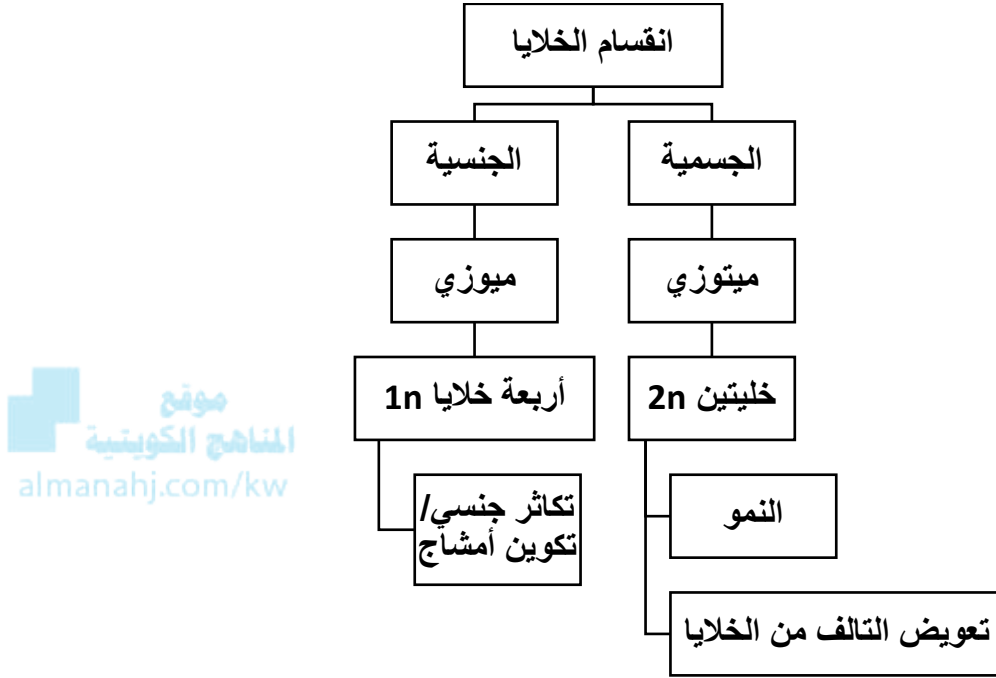 انقسام الخلايا
الجسمية
الجنسية
ميتوزي
ميوزي
خليتين 2n
أربعة خلايا 1n
النمو
تكاثر جنسي/
تكوين أمشاج
تعويض التالف من الخلايا
موقع
المناهج الكويتية
almanahj.com/kw